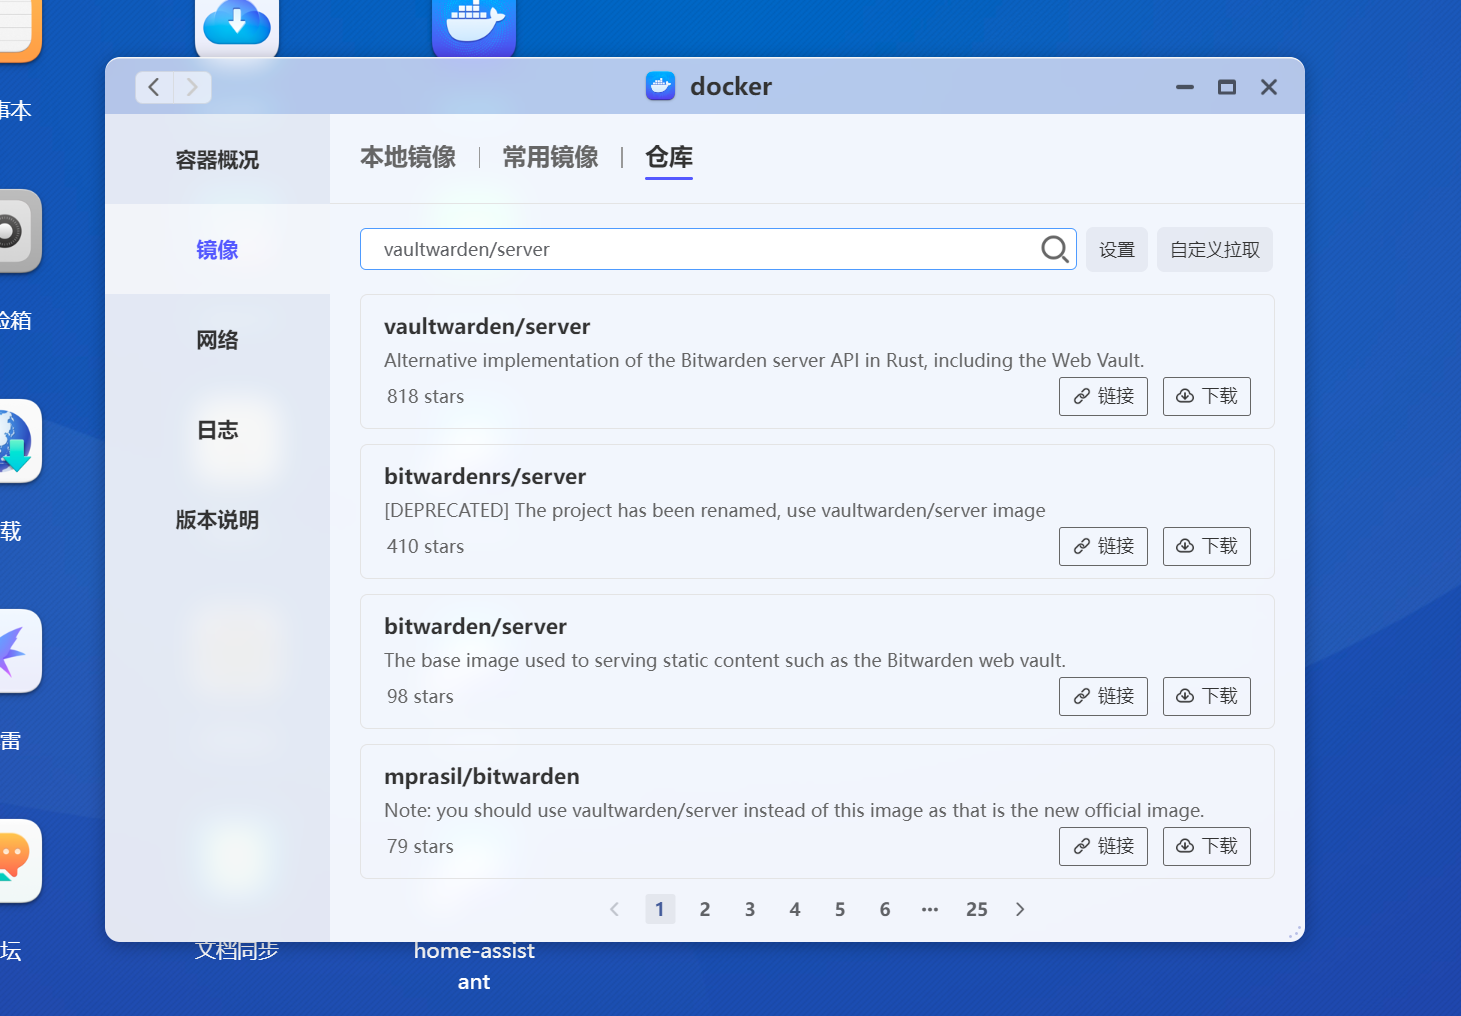 docker
事本
容器概况
本地镜像
常用镜像
仓库
镜像
vaultwarden/server
设置
自定义拉取
险箱
网络
vaultwarden/server
Alternative implementation of the Bitwarden server API in Rust, including the Web Vault.
818 stars
链接
下载
日志
bitwardenrs/server
[DEPRECATED] The project has been renamed, use vaultwarden/server image
410 stars
链接
下载
版本说明
载
bitwarden/server
The base image used to serving static content such as the Bitwarden web vault.
98 stars
链接
下载
雷
mprasil/bitwarden
Note: you should use vaultwarden/server instead of this image as that is the new official image.
79 stars
链接
下载
1 2 3 4 5 6 ··· 25
坛
文档同步
home-assist
ant